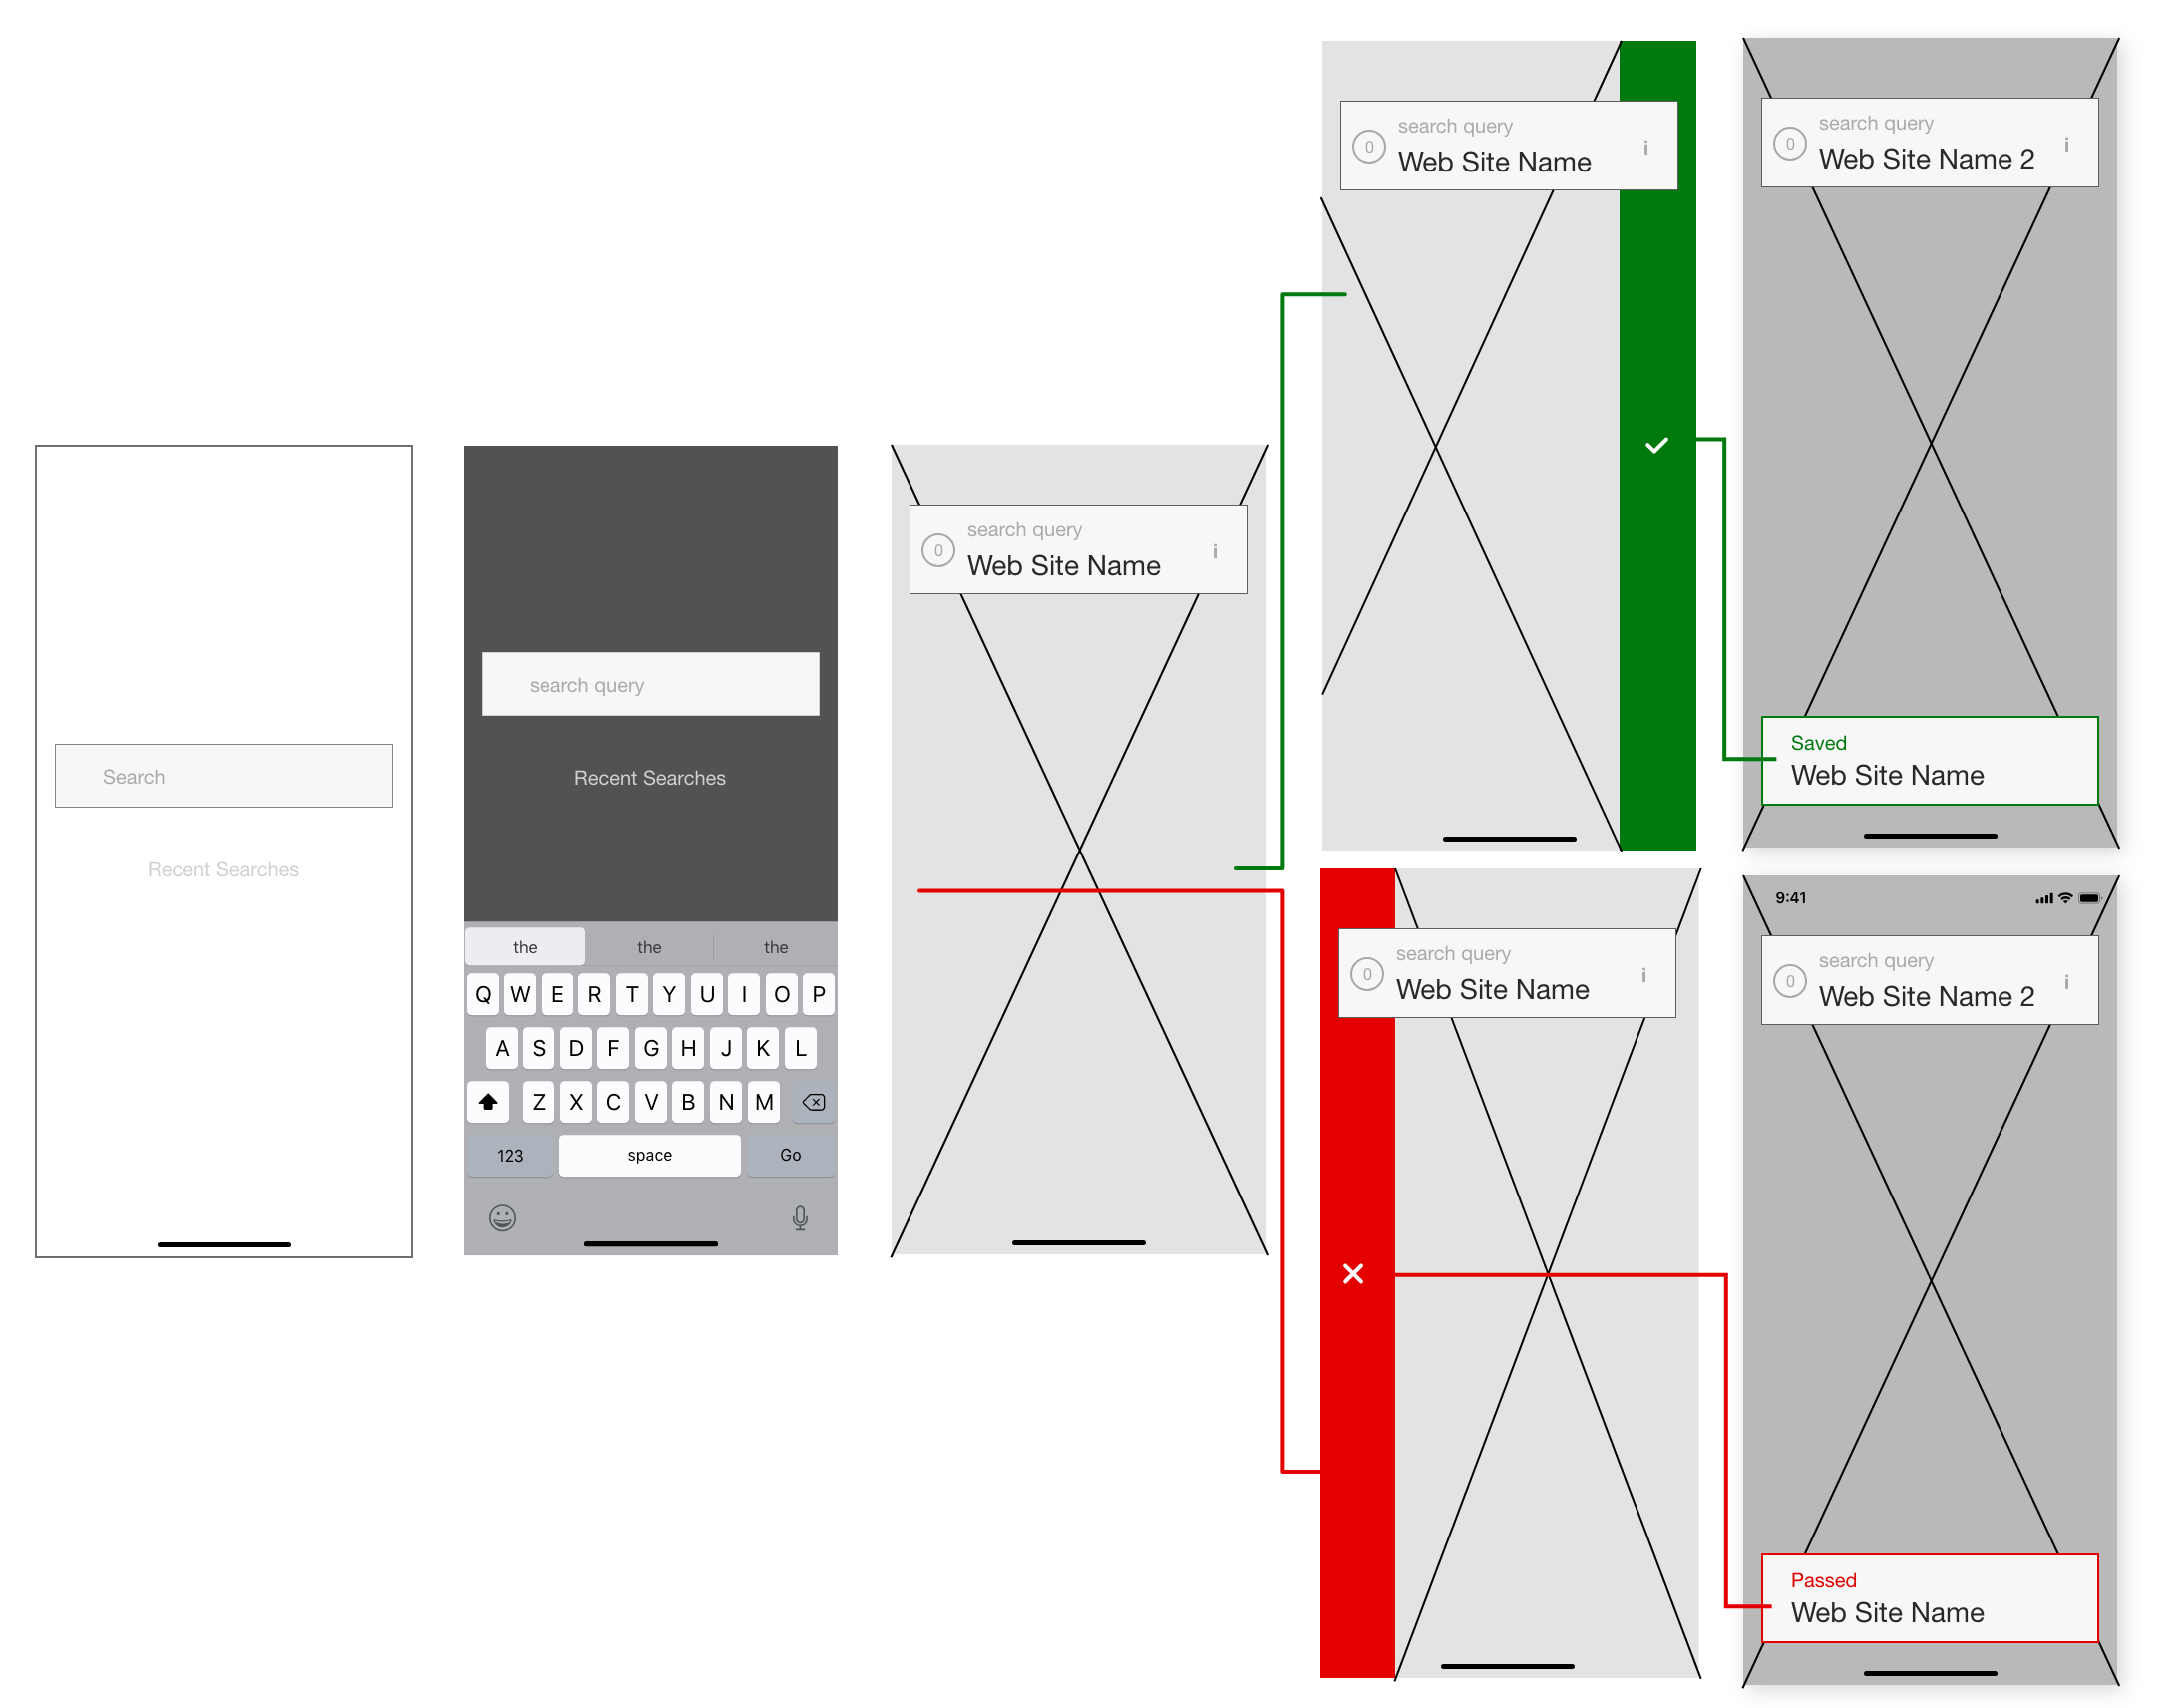 Search
Recent Searches
search query
Recent Searches
the the the
Q W E R T Y U I O P
A S D F G H J K L
Z X C V B N M
123 space Go
0 search query
Web Site Name i
0 search query
Web Site Name i
0 search query
Web Site Name 2 i
Saved
Web Site Name
0 search query
Web Site Name i
9:41
0 search query
Web Site Name 2 i
Passed
Web Site Name